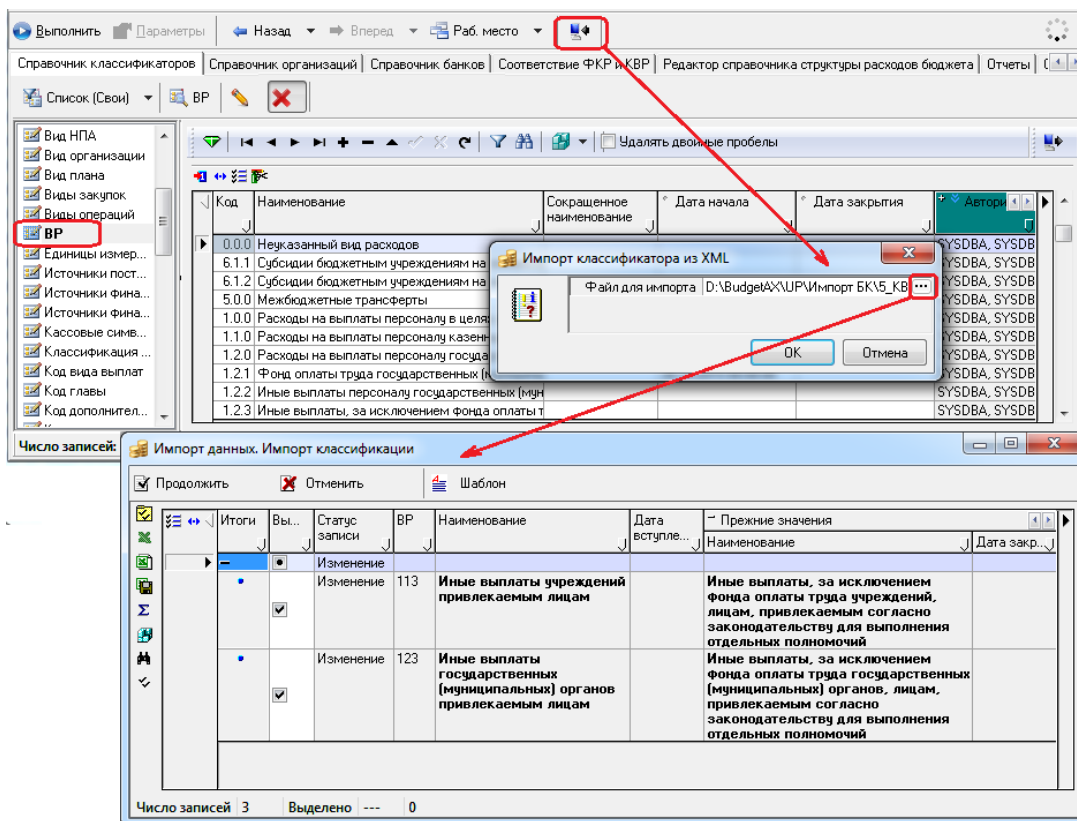 Выполнить Параметры Назад Вперед Раб. место
Справочник классификаторов Справочник организаций Справочник банков Соответствие ФКР и КВР Редактор справочника структуры расходов бюджета Отчеты
Список (Свои) ВР
Вид НПА
Вид организации
Вид плана
Виды закупок
Виды операций
ВР
Единицы измер...
Источники пост...
Источники фина...
Источники фина...
Кассовые симв...
Классификация ...
Код вида выплат
Код главы
Код дополнител...
Удалять двойные пробелы
Код Наименование Сокращенное наименование Дата начала Дата закрытия Автори
0.0.0 Неуказанный вид расходов SYSDBA, SYSDB
6.1.1 Субсидии бюджетным учреждениям на SYSDBA, SYSDB
6.1.2 Субсидии бюджетным учреждениям на SYSDBA, SYSDB
5.0.0 Межбюджетные трансферты SYSDBA, SYSDB
1.0.0 Расходы на выплаты персоналу в целях SYSDBA, SYSDB
1.1.0 Расходы на выплаты персоналу казенн SYSDBA, SYSDB
1.2.0 Расходы на выплаты персоналу госуда SYSDBA, SYSDB
1.2.1 Фонд оплаты труда государственных SYSDBA, SYSDB
1.2.2 Иные выплаты персоналу государственных (мун SYSDBA, SYSDB
1.2.3 Иные выплаты, за исключением фонда оплаты т SYSDBA, SYSDB
Импорт классификатора из XML
Файл для импорта D:\BudgetAX\UP\Импорт БК\5_KB ...
OK Отмена
Число записей:
Импорт данных. Импорт классификации
Продолжить Отменить Шаблон
Итоги Вы... Статус записи ВР Наименование Дата вступле... Прежние значения
Наименование Дата закр...
Изменение
Изменение 113 Иные выплаты учреждений привлекаемым лицам
Иные выплаты, за исключением
фонда оплаты труда учреждений,
лицам, привлекаемым согласно
законодательству для выполнения
отдельных полномочий
Изменение 123 Иные выплаты
государственных
(муниципальных) органов
привлекаемым лицам
Иные выплаты, за исключением
фонда оплаты труда государственных
(муниципальных) органов, лицам,
привлекаемым согласно
законодательству для выполнения
отдельных полномочий
Число записей 3 Выделено --- 0